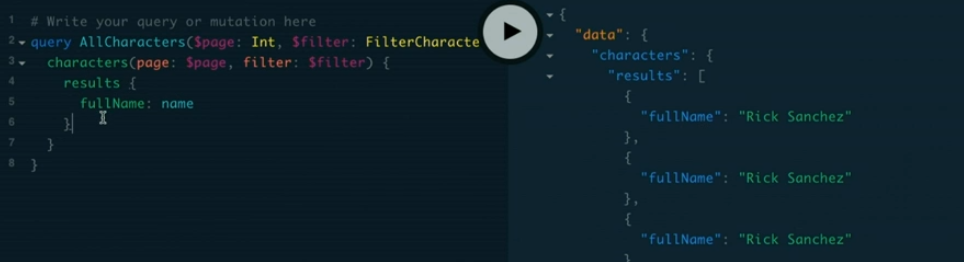 1 # Write your query or mutation here
2 query AllCharacters($page: Int, $filter: FilterCharacte
3 characters(page: $page, filter: $filter) {
4 results {
5 fullName: name
6 }
7 }
8 }
{
"data": {
"characters": {
"results": [
{
"fullName": "Rick Sanchez"
},
{
"fullName": "Rick Sanchez"
},
{
"fullName": "Rick Sanchez"
}